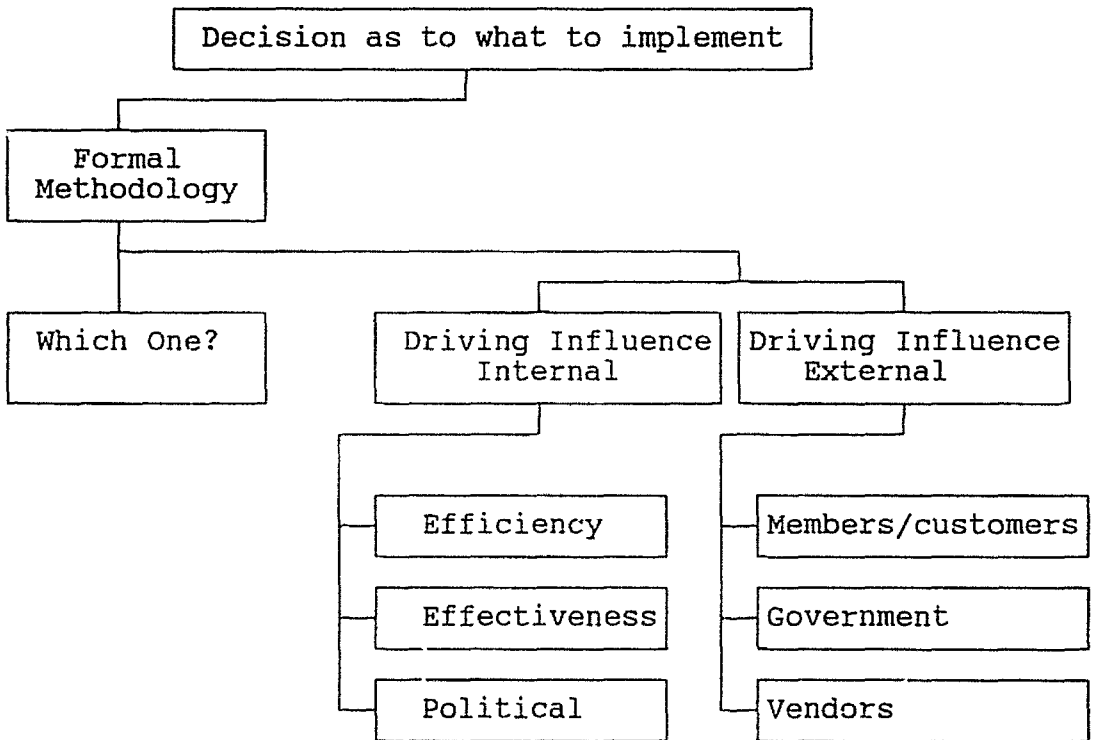 Decision as to what to implement
Formal
Methodology
Which One?
Driving Influence
Internal
Driving Influence
External
Efficiency
Effectiveness
Political
Members/customers
Government
Vendors